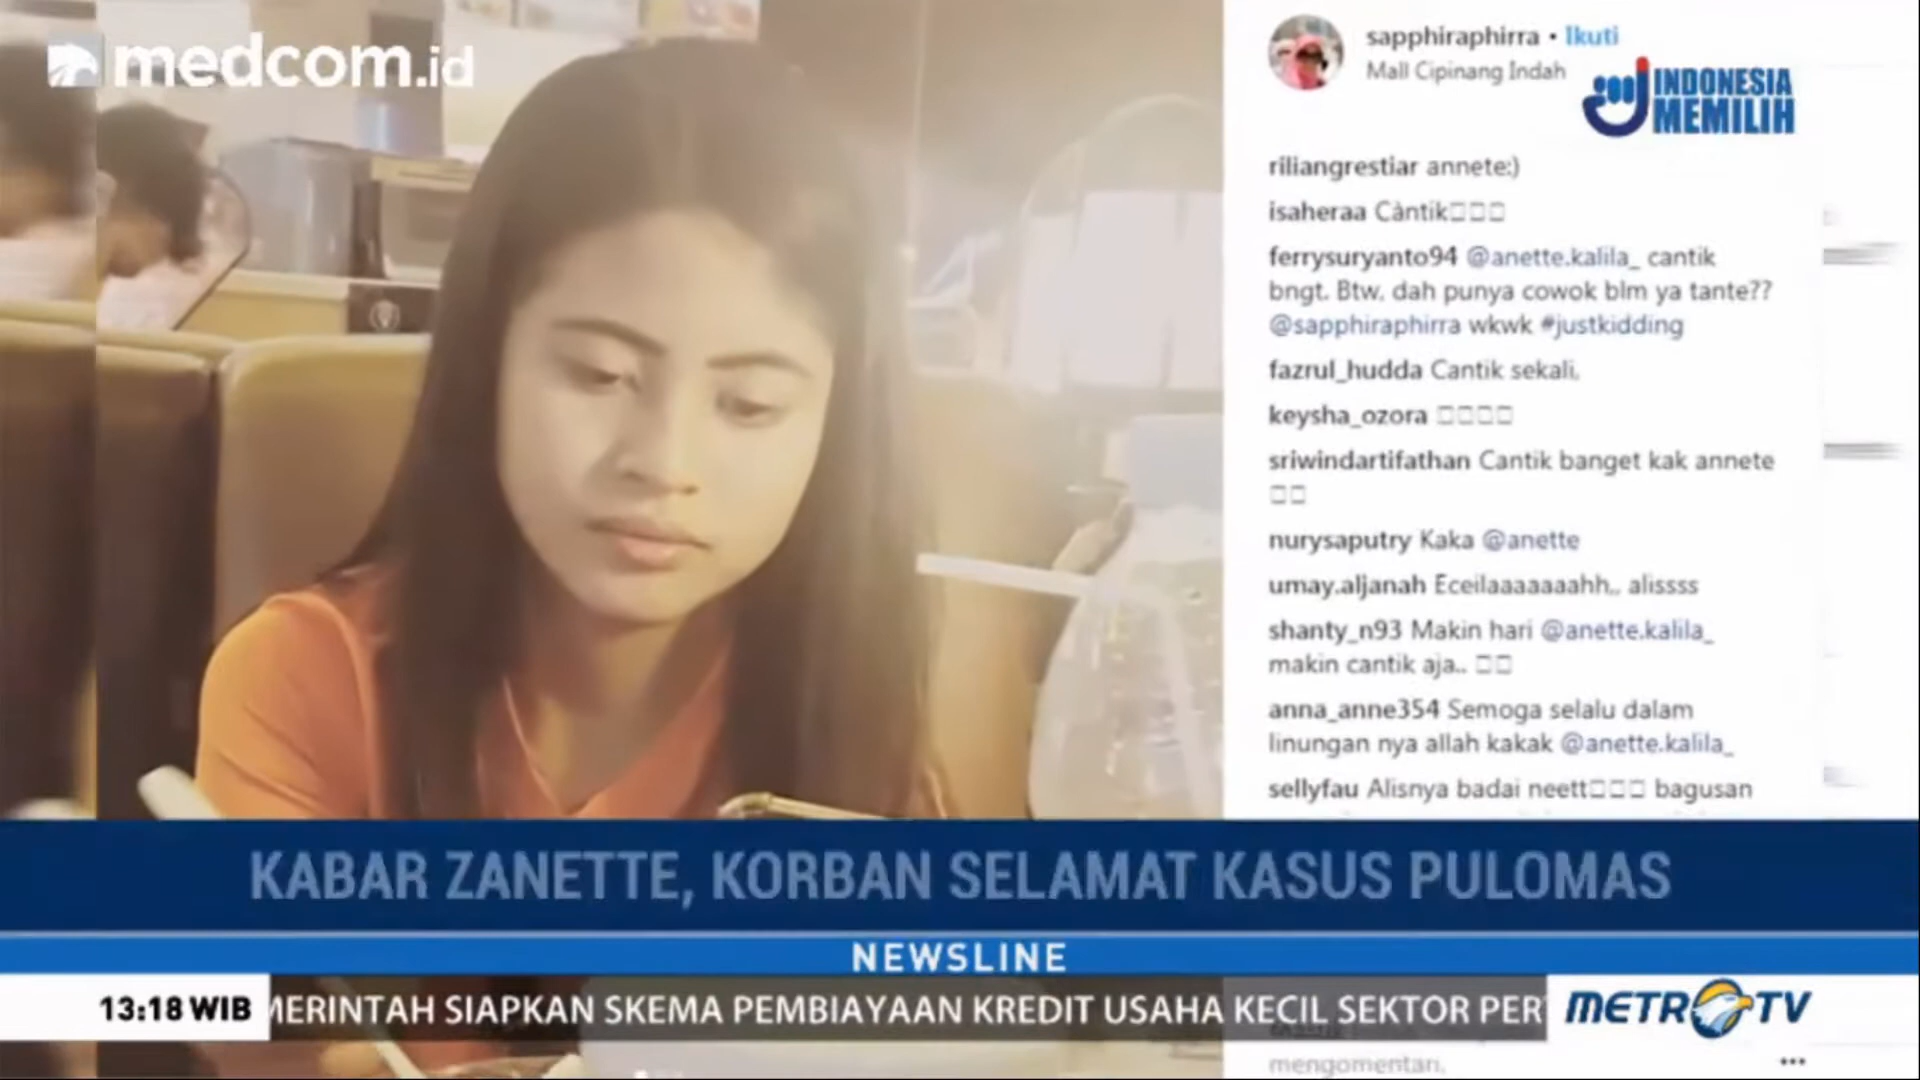 medcom.id
sapphiraphirra • Ikuti
Mall Cipinang Indah
INDONESIA
MEMILIH
riliangrestiar annete:)
isaheraa Càntik□□□
ferrysuryanto94 @anette.kalila_ cantik
bngt. Btw, dah punya cowok blm ya tante??
@sapphiraphirra wkwk #justkidding
fazrul_hudda Cantik sekali,
keysha_ozora □□□□
sriwindartifathan Cantik banget kak annete
□□
nurysaputry Kaka @anette
umay.aljanah Eceilaaaaaaahh,, alissss
shanty_n93 Makin hari @anette.kalila_
makin cantik aja.. □□
anna_anne354 Semoga selalu dalam
linungan nya allah kakak @anette.kalila_
sellyfau Alisnya badai neett□□□ bagusan
KABAR ZANETTE, KORBAN SELAMAT KASUS PULOMAS
NEWSLINE
13:18 WIB
MERINTAH SIAPKAN SKEMA PEMBIAYAAN KREDIT USAHA KECIL SEKTOR PER
METRO TV
mengomentari.